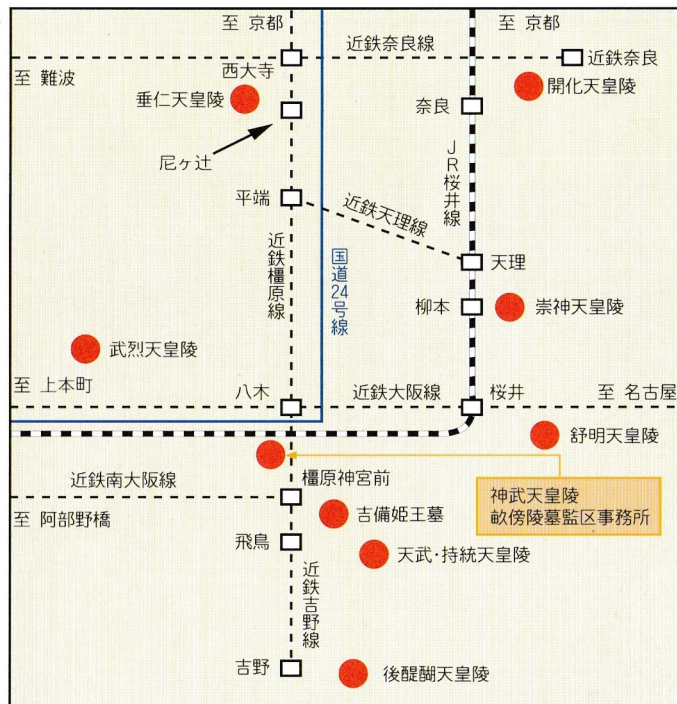 至 京都
至 京都
近鉄奈良線
近鉄奈良
西大寺
至 難波
垂仁天皇陵
開化天皇陵
奈良
尼ヶ辻
JR桜井線
平端
近鉄天理線
近鉄橿原線
国道24号線
天理
柳本
崇神天皇陵
武烈天皇陵
至 上本町
八木
近鉄大阪線
桜井
至 名古屋
舒明天皇陵
近鉄南大阪線
橿原神宮前
神武天皇陵
畝傍陵墓監区事務所
至 阿部野橋
吉備姫王墓
飛鳥
天武・持統天皇陵
近鉄吉野線
吉野
後醍醐天皇陵